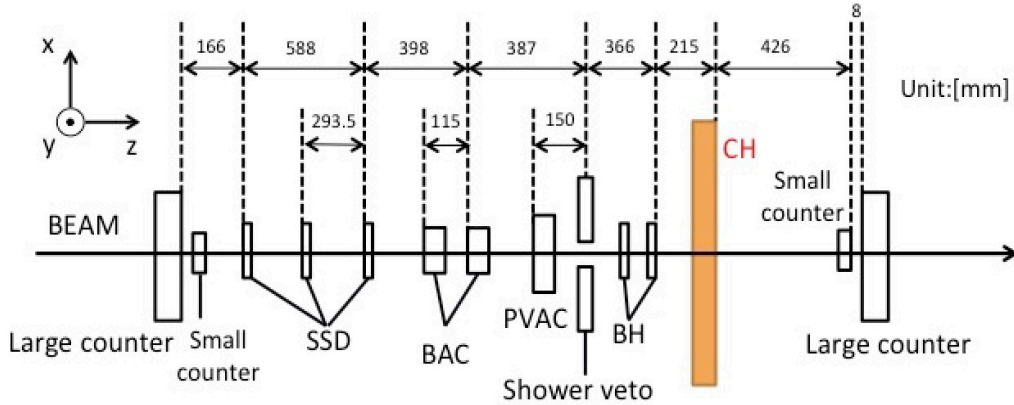 8
166 588 398 387 366 215 426
x
Unit:[mm]
293.5 115 150
y z
CH
Small
counter
BEAM
Large counter
Small
counter
SSD
BAC
PVAC
BH
Shower veto
Large counter